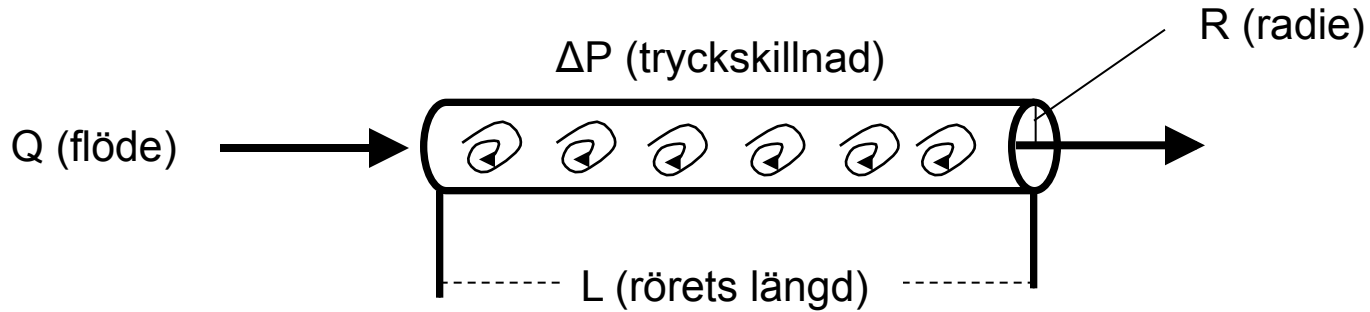 R (radie)
ΔP (tryckskillnad)
Q (flöde)
L (rörets längd)